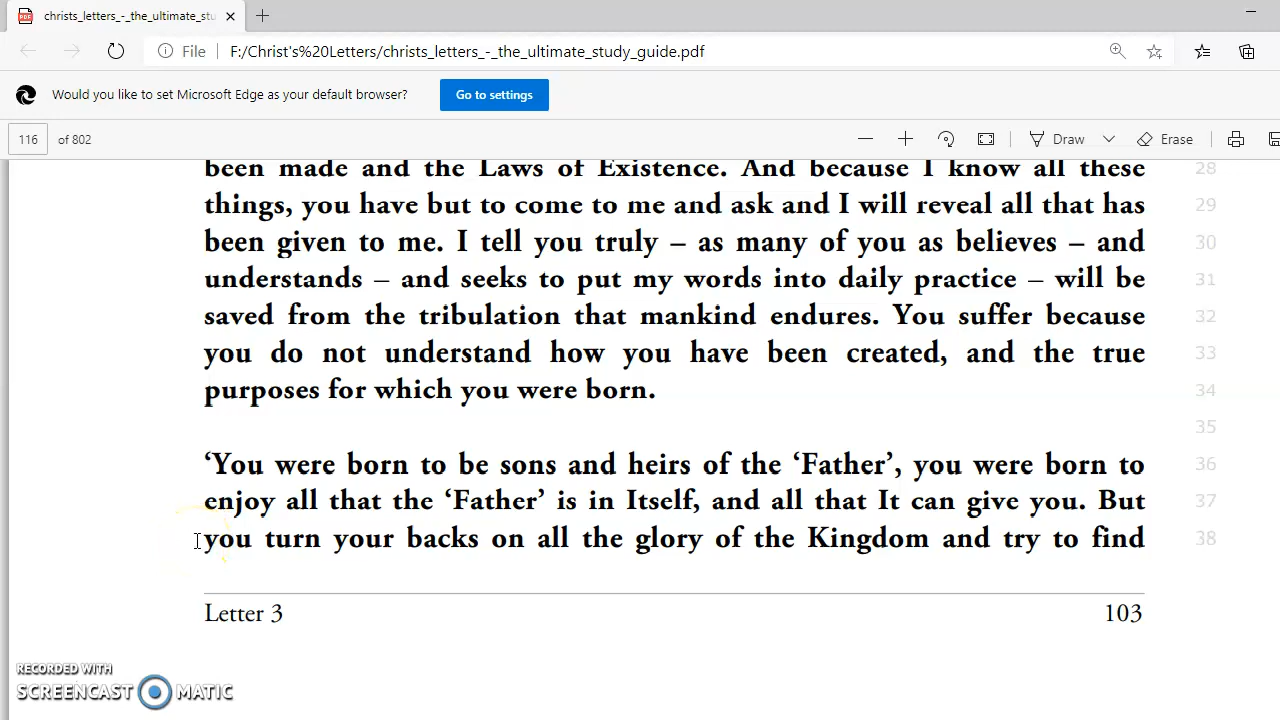 christs_letters_-_the_ultimate_stu
File F:/Christ's%20Letters/christs_letters_-_the_ultimate_study_guide.pdf
Would you like to set Microsoft Edge as your default browser? Go to settings
116 of 802 Draw Erase
been made and the Laws of Existence. And because I know all these 28
things, you have but to come to me and ask and I will reveal all that has 29
been given to me. I tell you truly – as many of you as believes – and 30
understands – and seeks to put my words into daily practice – will be 31
saved from the tribulation that mankind endures. You suffer because 32
you do not understand how you have been created, and the true 33
purposes for which you were born. 34
35
‘You were born to be sons and heirs of the ‘Father’, you were born to 36
enjoy all that the ‘Father’ is in Itself, and all that It can give you. But 37
you turn your backs on all the glory of the Kingdom and try to find 38
Letter 3 103
RECORDED WITH
SCREENCAST MATIC